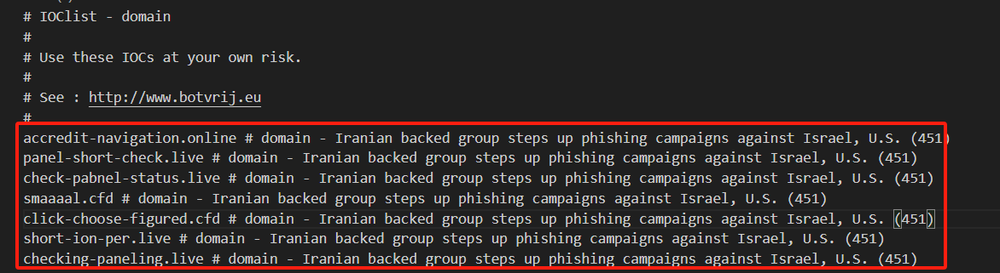 # IOClist - domain
#
# Use these IOCs at your own risk.
#
# See : http://www.botvrij.eu
#
accredit-navigation.online # domain - Iranian backed group steps up phishing campaigns against Israel, U.S. (451)
panel-short-check.live # domain - Iranian backed group steps up phishing campaigns against Israel, U.S. (451)
check-pabnel-status.live # domain - Iranian backed group steps up phishing campaigns against Israel, U.S. (451)
smaaaal.cfd # domain - Iranian backed group steps up phishing campaigns against Israel, U.S. (451)
click-choose-figured.cfd # domain - Iranian backed group steps up phishing campaigns against Israel, U.S. (451)
short-ion-per.live # domain - Iranian backed group steps up phishing campaigns against Israel, U.S. (451)
checking-paneling.live # domain - Iranian backed group steps up phishing campaigns against Israel, U.S. (451)